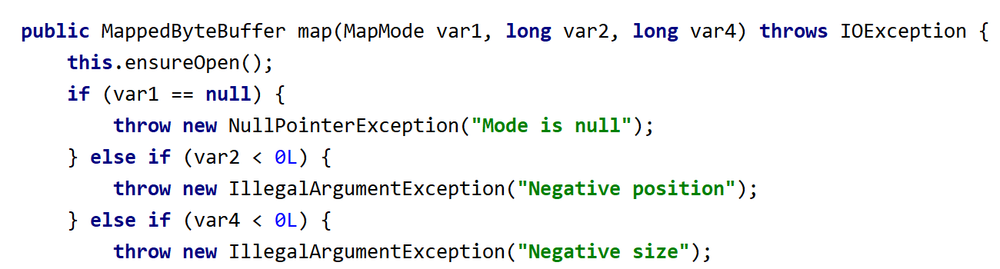 public MappedByteBuffer map(MapMode var1, long var2, long var4) throws IOException {
    this.ensureOpen();
    if (var1 == null) {
        throw new NullPointerException("Mode is null");
    } else if (var2 < 0L) {
        throw new IllegalArgumentException("Negative position");
    } else if (var4 < 0L) {
        throw new IllegalArgumentException("Negative size");